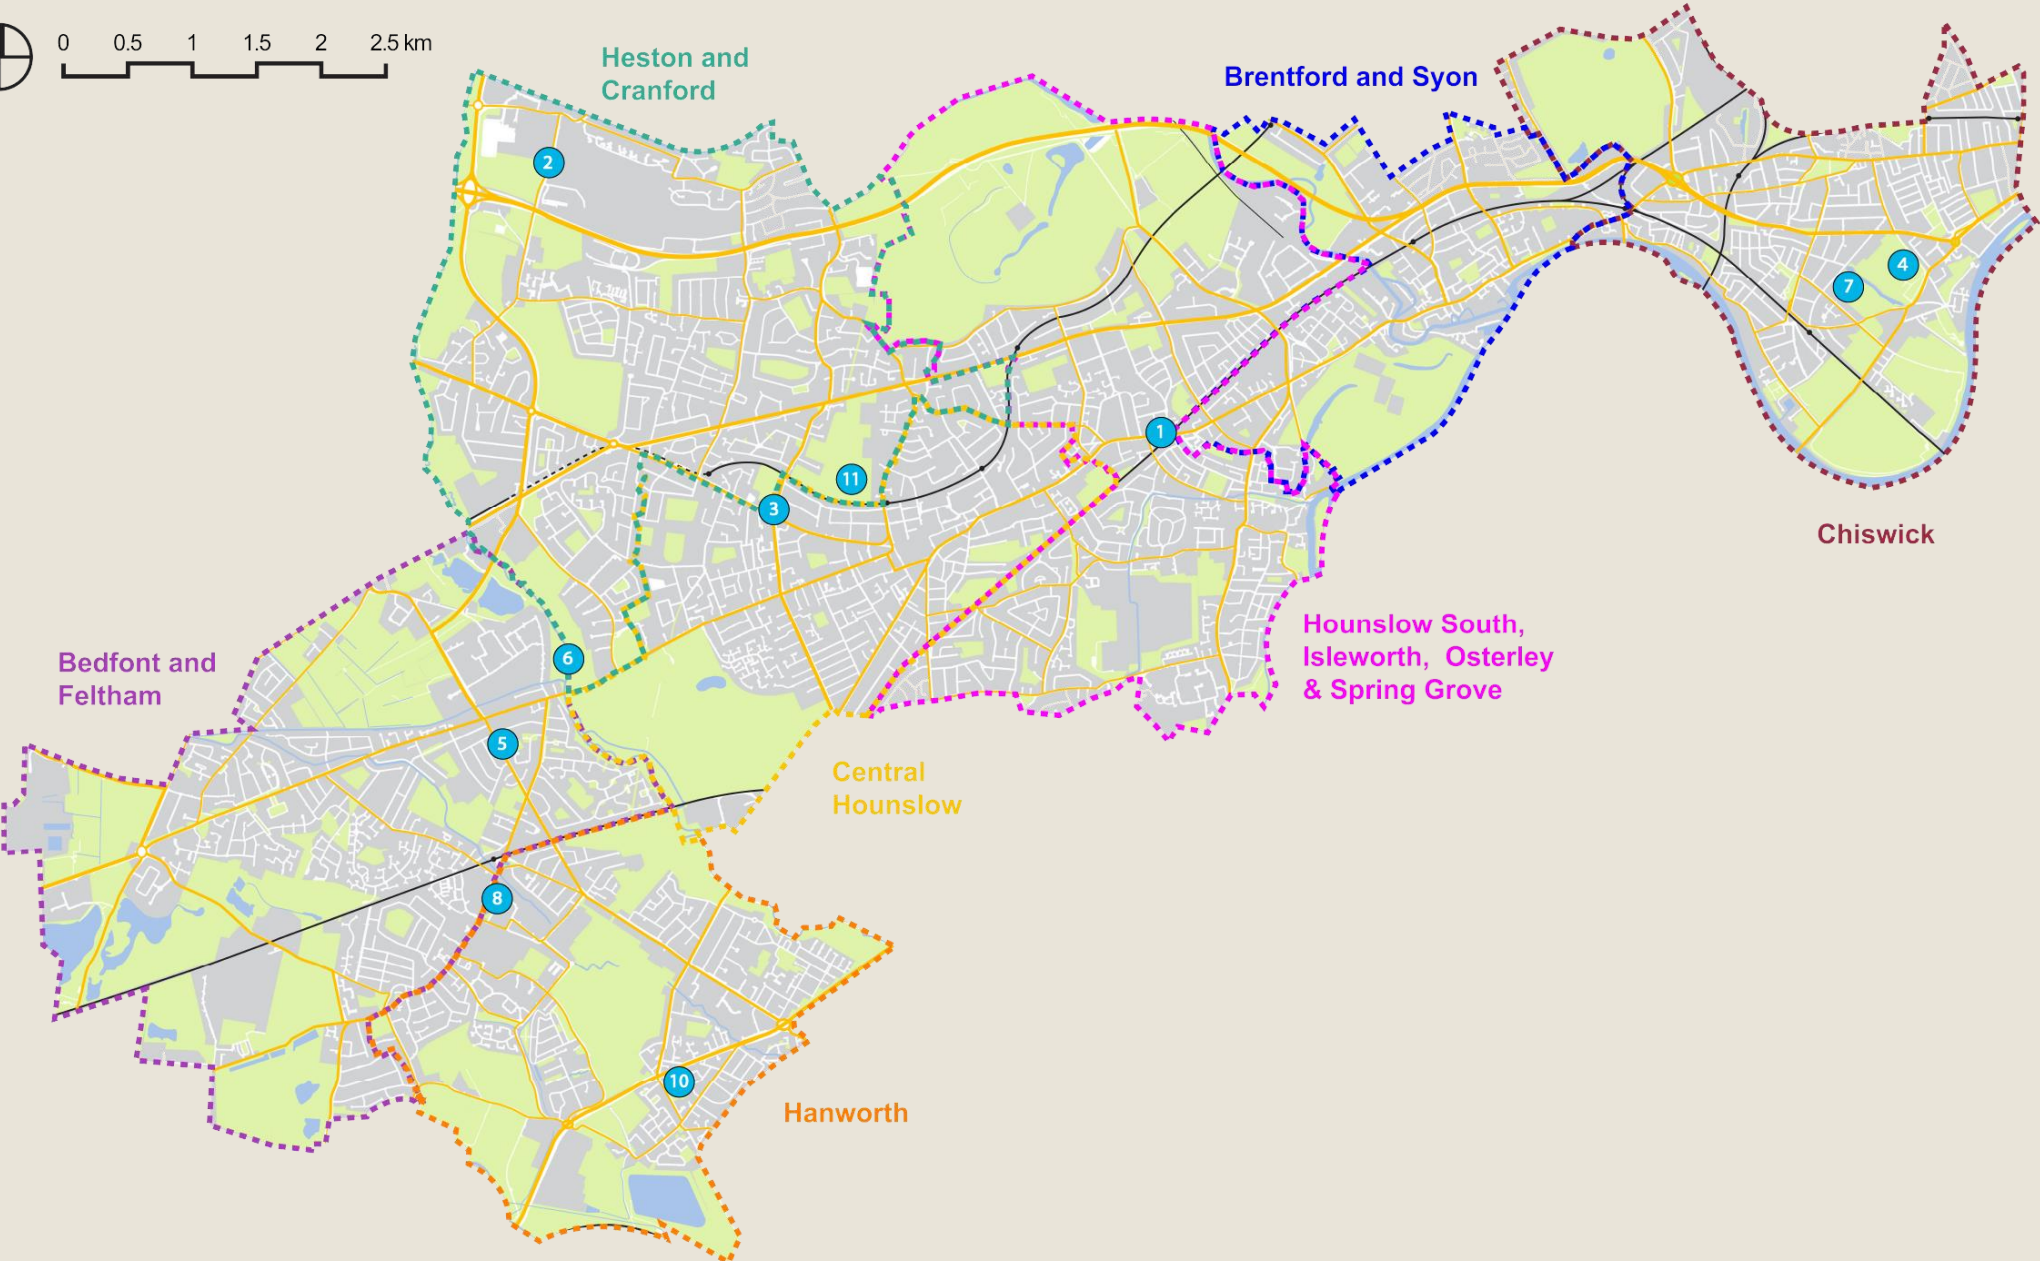 0 0.5 1 1.5 2 2.5 km
Heston and
Cranford
Brentford and Syon
2
4
7
1
11
3
Chiswick
Hounslow South,
Isleworth, Osterley
& Spring Grove
Bedfont and
Feltham
6
5
Central
Hounslow
8
10
Hanworth